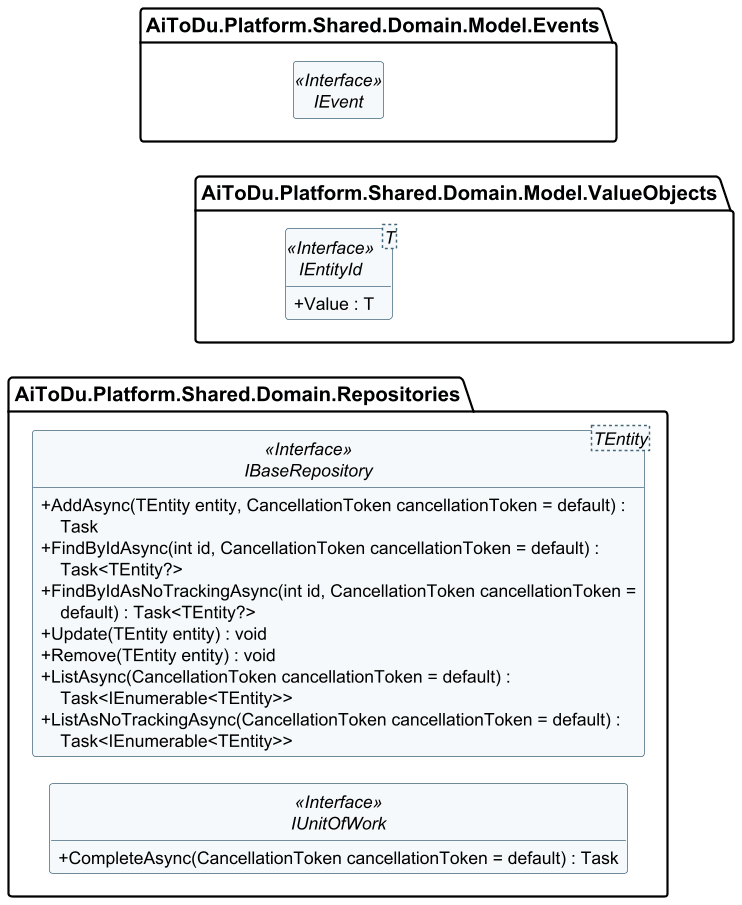 AiToDu.Platform.Shared.Domain.Model.Events
«Interface»
IEvent
AiToDu.Platform.Shared.Domain.Model.ValueObjects
T
«Interface»
IEntityId
+Value : T
AiToDu.Platform.Shared.Domain.Repositories
TEntity
«Interface»
IBaseRepository
+AddAsync(TEntity entity, CancellationToken cancellationToken = default) :
Task
+FindByIdAsync(int id, CancellationToken cancellationToken = default) :
Task<TEntity?>
+FindByIdAsNoTrackingAsync(int id, CancellationToken cancellationToken =
default) : Task<TEntity?>
+Update(TEntity entity) : void
+Remove(TEntity entity) : void
+ListAsync(CancellationToken cancellationToken = default) :
Task<IEnumerable<TEntity>>
+ListAsNoTrackingAsync(CancellationToken cancellationToken = default) :
Task<IEnumerable<TEntity>>
«Interface»
IUnitOfWork
+CompleteAsync(CancellationToken cancellationToken = default) : Task